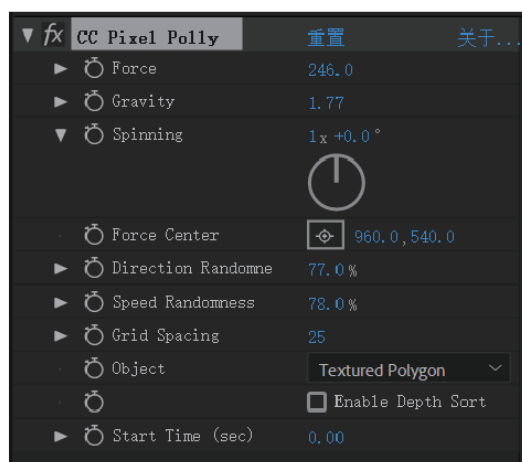 fx CC Pixel Polly 重置 关于...
Force 246.0
Gravity 1.77
Spinning 1x +0.0°
Force Center 960.0,540.0
Direction Randomne 77.0%
Speed Randomness 78.0%
Grid Spacing 25
Object Textured Polygon
Enable Depth Sort
Start Time (sec) 0.00